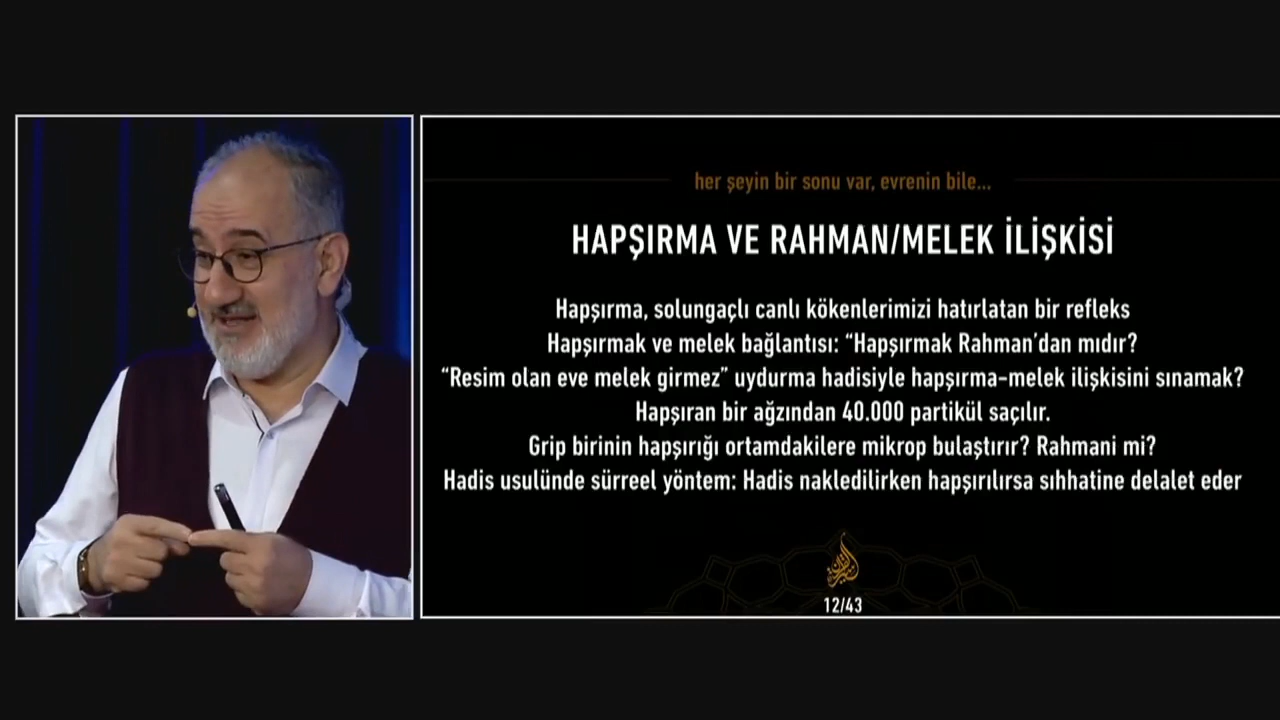 her şeyin bir sonu var, evrenin bile...
HAPŞIRMA VE RAHMAN/MELEK İLİŞKİSİ
Hapşırma, solungaçlı canlı kökenlerimizi hatırlatan bir refleks
Hapşırmak ve melek bağlantısı: “Hapşırmak Rahman’dan mıdır?
“Resim olan eve melek girmez” uydurma hadisiyle hapşırma-melek ilişkisini sınamak?
Hapşıran bir ağzından 40.000 partikül saçılır.
Grip birinin hapşırığı ortamdakilere mikrop bulaştırır? Rahmani mi?
Hadis usulünde sürreel yöntem: Hadis nakledilirken hapşırılırsa sıhhatine delalet eder
12/43